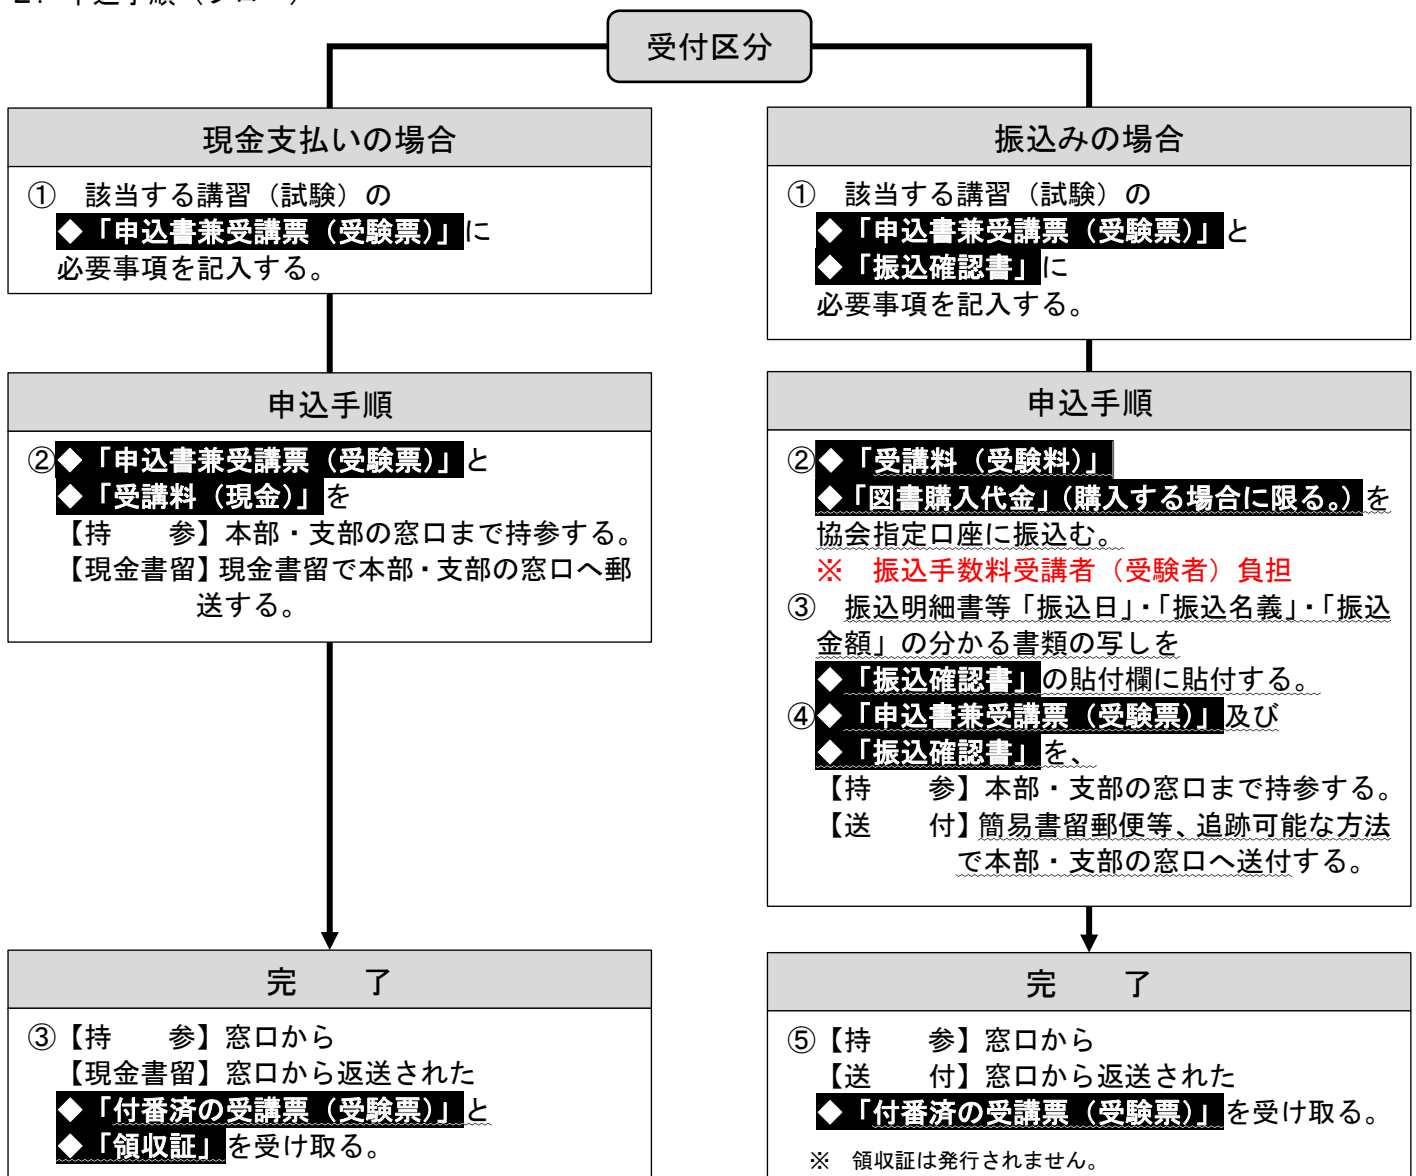 2. 申込手順（フロー）
受付区分
現金支払いの場合
① 該当する講習（試験）の
◆「申込書兼受講票（受験票）」に
必要事項を記入する。
申込手順
②◆「申込書兼受講票（受験票）」と
◆「受講料（現金）」を
【持　　参】本部・支部の窓口まで持参する。
【現金書留】現金書留で本部・支部の窓口へ郵
送する。
完　　了
③【持　　参】窓口から
【現金書留】窓口から返送された
◆「付番済の受講票（受験票）」と
◆「領収証」を受け取る。
振込みの場合
① 該当する講習（試験）の
◆「申込書兼受講票（受験票）」と
◆「振込確認書」に
必要事項を記入する。
申込手順
②◆「受講料（受験料）」
◆「図書購入代金」（購入する場合に限る。）を
協会指定口座に振込む。
※　振込手数料受講者（受験者）負担
③　振込明細書等「振込日」・「振込名義」・「振込
金額」の分かる書類の写しを
◆「振込確認書」の貼付欄に貼付する。
④◆「申込書兼受講票（受験票）」及び
◆「振込確認書」を、
【持　　参】本部・支部の窓口まで持参する。
【送　　付】簡易書留郵便等、追跡可能な方法
で本部・支部の窓口へ送付する。
完　　了
⑤【持　　参】窓口から
【送　　付】窓口から返送された
◆「付番済の受講票（受験票）」を受け取る。
※　領収証は発行されません。